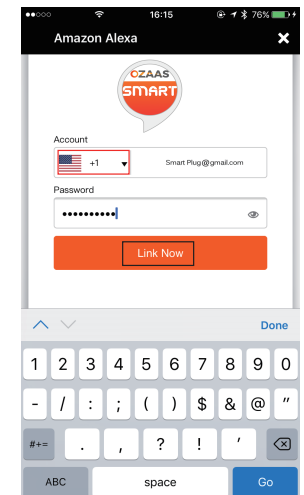 16:15
76%
Amazon Alexa
OZAAS
SMART
Account
+1
Smart Plug@gmail.com
Password
Link Now
Done
1 2 3 4 5 6 7 8 9 0
- / : ; ( ) $ & @ "
#+= . , ? ! '
ABC space Go